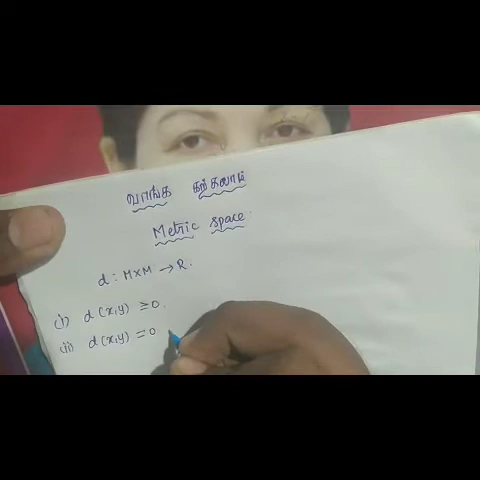 வாங்க கற்கலாம்
Metric space:
d : M×M → R.
(i) d(x,y) ≥ 0.
(ii) d(x,y) = 0